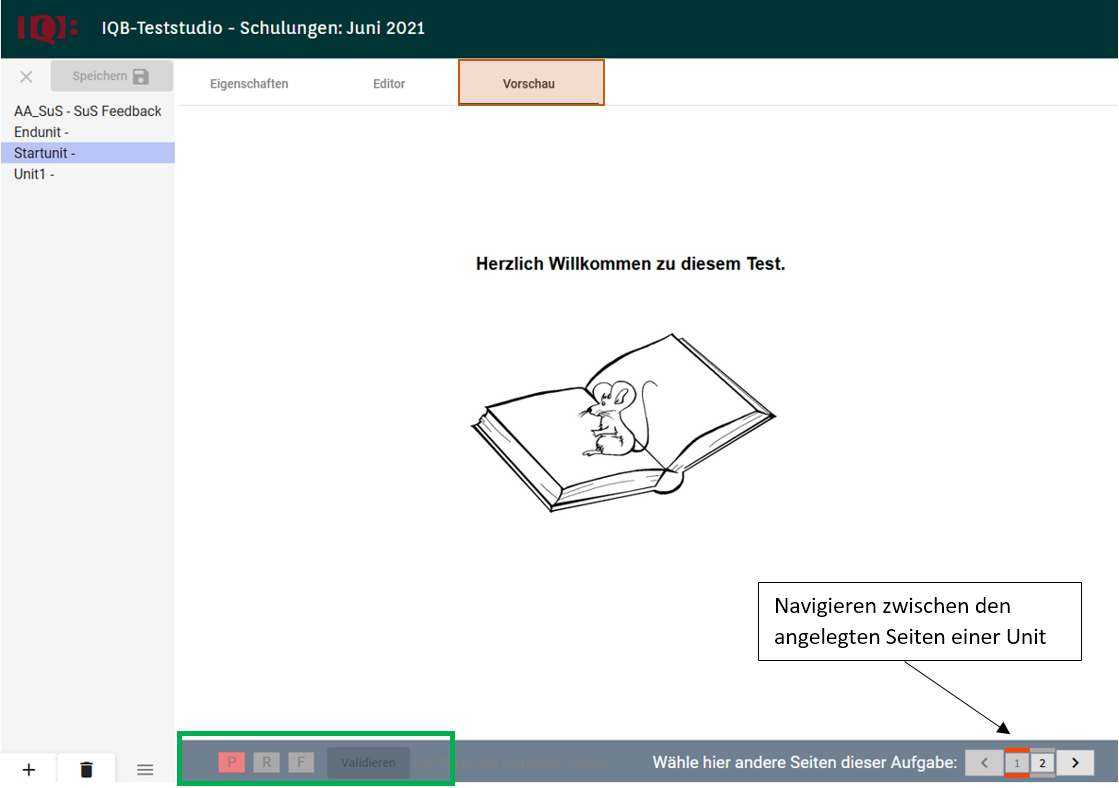 IQB: IQB-Teststudio - Schulungen: Juni 2021
Speichern
Eigenschaften Editor Vorschau
AA_SuS - SuS Feedback
Endunit -
Startunit -
Unit1 -
Herzlich Willkommen zu diesem Test.
Navigieren zwischen den
angelegten Seiten einer Unit
P R F Validieren Wähle hier andere Seiten dieser Aufgabe: < 1 2 >